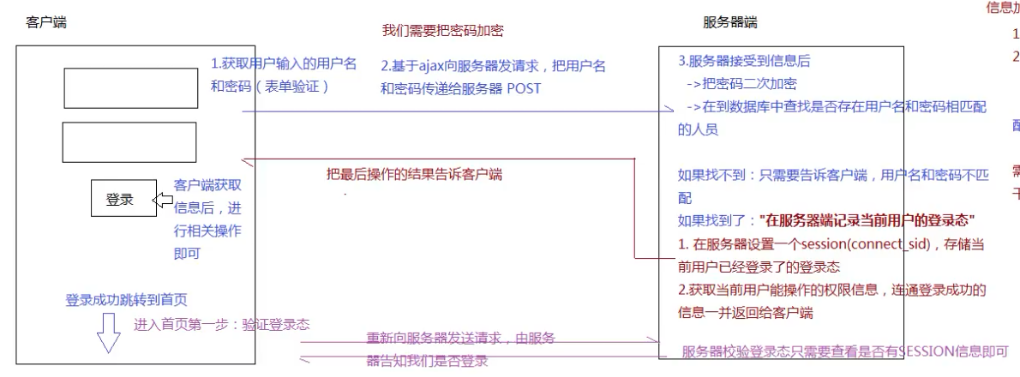 客户端
1.获取用户输入的用户名
和密码（表单验证）
登录
客户端获取
信息后，进
行相关操作
即可
登录成功跳转到首页
进入首页第一步：验证登录态
我们需要把密码加密
2.基于ajax向服务器发请求，把用户名
和密码传递给服务器 POST
把最后操作的结果告诉客户端
重新向服务器发送请求，由服务
器告知我们是否登录
服务器端
3.服务器接受到信息后
->把密码二次加密
->在到数据库中查找是否存在用户名和密码相匹配
的人员
如果找不到：只需要告诉客户端，用户名和密码不匹
配
如果找到了："在服务器端记录当前用户的登录态"
1. 在服务器设置一个session(connect_sid)，存储当
前用户已经登录了的登录态
2.获取当前用户能操作的权限信息，连通登录成功的
信息一并返回给客户端
服务器校验登录态只需要查看是否有SESSION信息即可
信息加
1
2
配